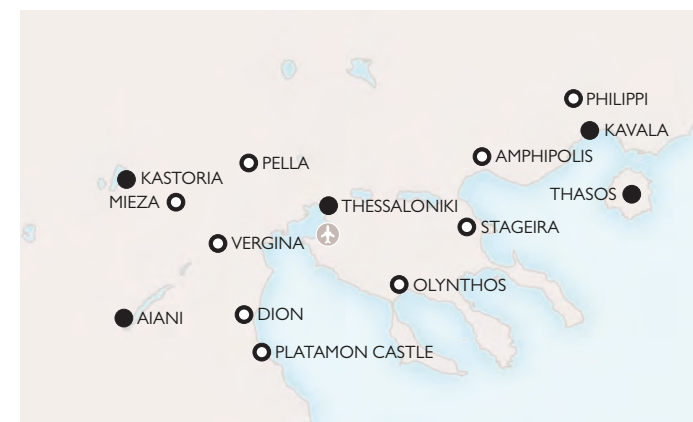 PHILIPPI
KAVALA
AMPHIPOLIS
PELLA
KASTORIA
THASOS
MIEZA
THESSALONIKI
STAGEIRA
VERGINA
OLYNTHOS
DION
AIANI
PLATAMON CASTLE